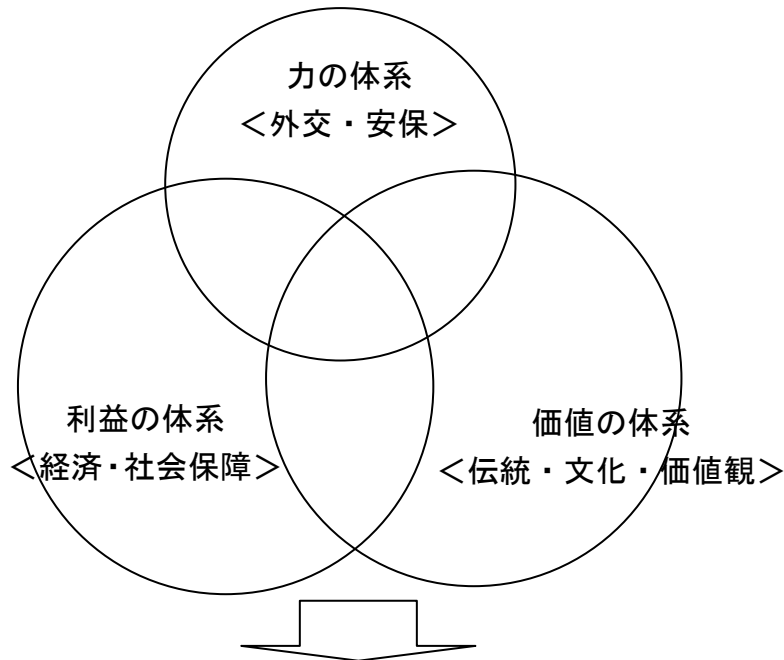 力の体系
＜外交・安保＞
利益の体系
＜経済・社会保障＞
価値の体系
＜伝統・文化・価値観＞